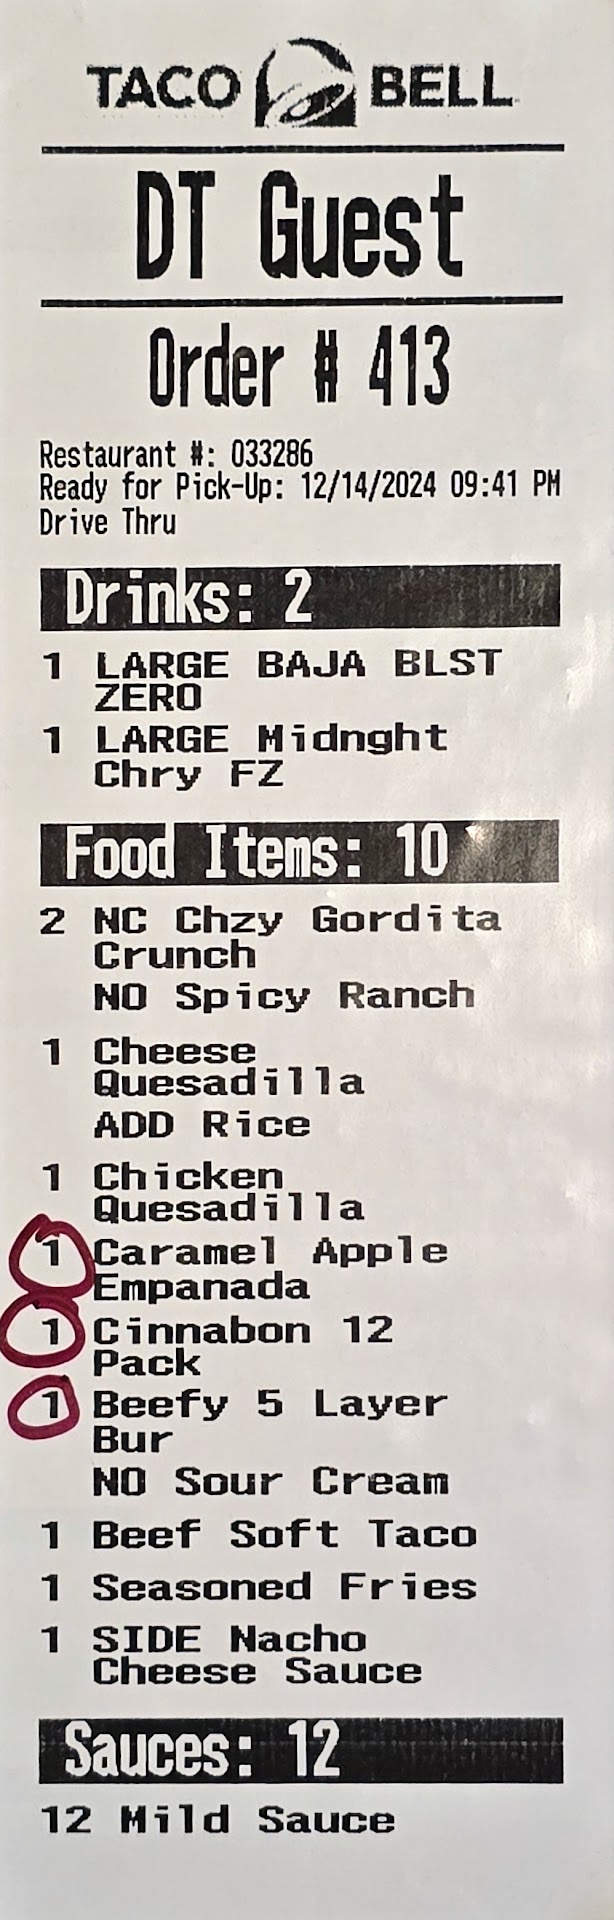 TACO BELL
DT Guest
Order # 413
Restaurant #: 033286
Ready for Pick-Up: 12/14/2024 09:41 PM
Drive Thru
Drinks: 2
1 LARGE BAJA BLST
ZERO
1 LARGE Midnght
Chry FZ
Food Items: 10
2 NC Chzy Gordita
Crunch
NO Spicy Ranch
1 Cheese
Quesadilla
ADD Rice
1 Chicken
Quesadilla
1 Caramel Apple
Empanada
1 Cinnabon 12
Pack
1 Beefy 5 Layer
Bur
NO Sour Cream
1 Beef Soft Taco
1 Seasoned Fries
1 SIDE Nacho
Cheese Sauce
Sauces: 12
12 Mild Sauce